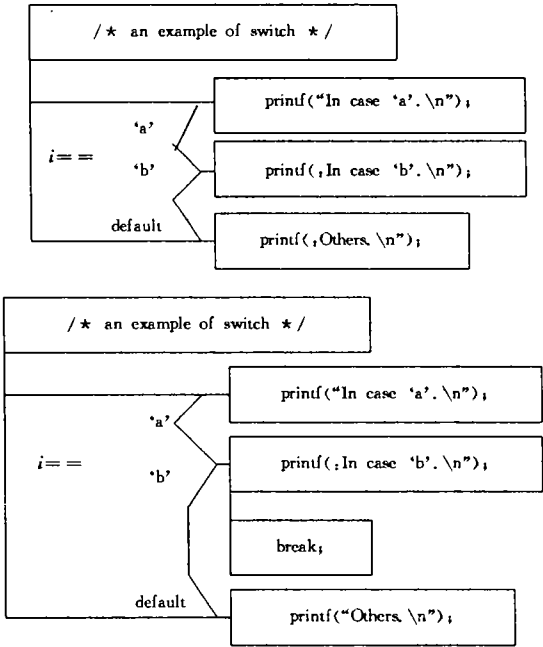 /* an example of switch */
printf("In case 'a'. \n");
'a'
i==
'b'
printf(,In case 'b'. \n");
default
printf(,Others. \n");
/* an example of switch */
printf("In case 'a'. \n");
'a'
i==
'b'
printf(;In case 'b'. \n");
break;
default
printf("Others. \n");